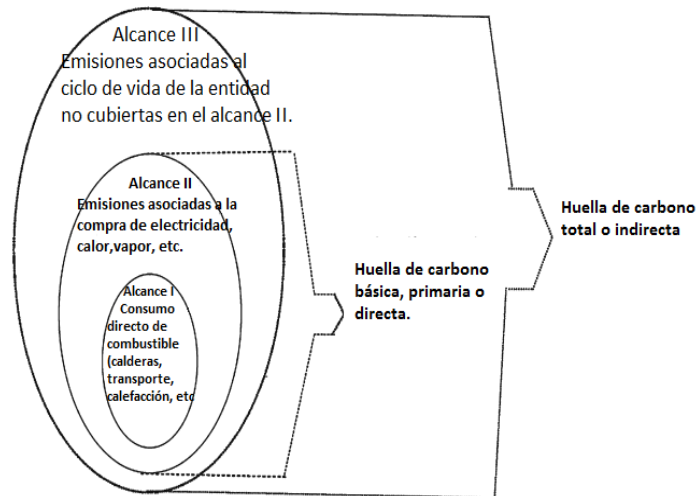 Alcance III
Emisiones asociadas al
ciclo de vida de la entidad
no cubiertas en el alcance II.
Alcance II
Emisiones asociadas a la
compra de electricidad,
calor,vapor, etc.
Alcance I
Consumo
directo de
combustible
(calderas,
transporte,
calefacción, etc
Huella de carbono
básica, primaria o
directa.
Huella de carbono
total o indirecta